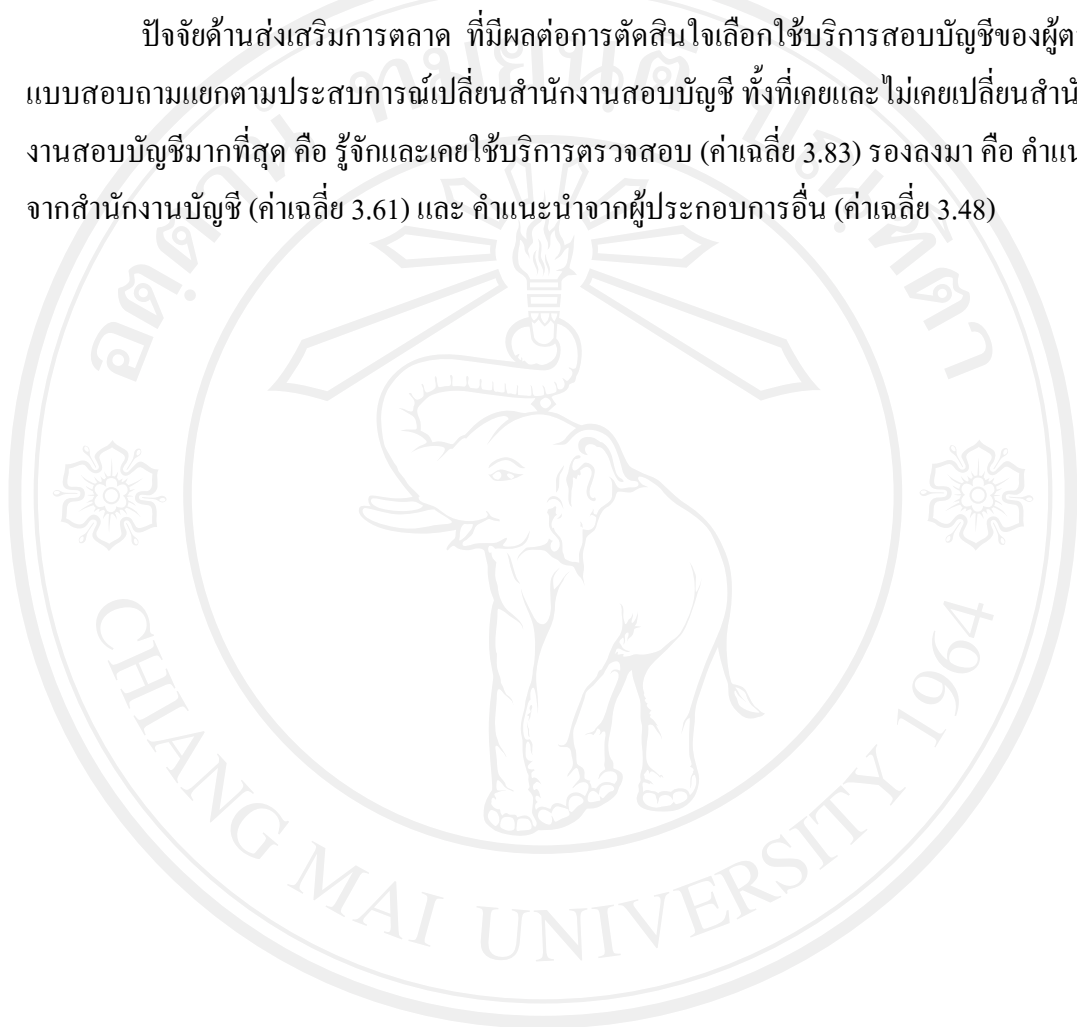 ปัจจัยด้านส่งเสริมการตลาด ที่มีผลต่อการตัดสินใจเลือกใช้บริการสอบบัญชีของผู้ต
แบบสอบถามแยกตามประสบการณ์เปลี่ยนสำนักงานสอบบัญชี ทั้งที่เคยและไม่เคยเปลี่ยนสำนั
งานสอบบัญชีมากที่สุด คือ รู้จักและเคยใช้บริการตรวจสอบ (ค่าเฉลี่ย 3.83) รองลงมา คือ คำแน
จากสำนักงานบัญชี (ค่าเฉลี่ย 3.61) และ คำแนะนำจากผู้ประกอบการอื่น (ค่าเฉลี่ย 3.48)
CHIANG MAI UNIVERSITY 1964